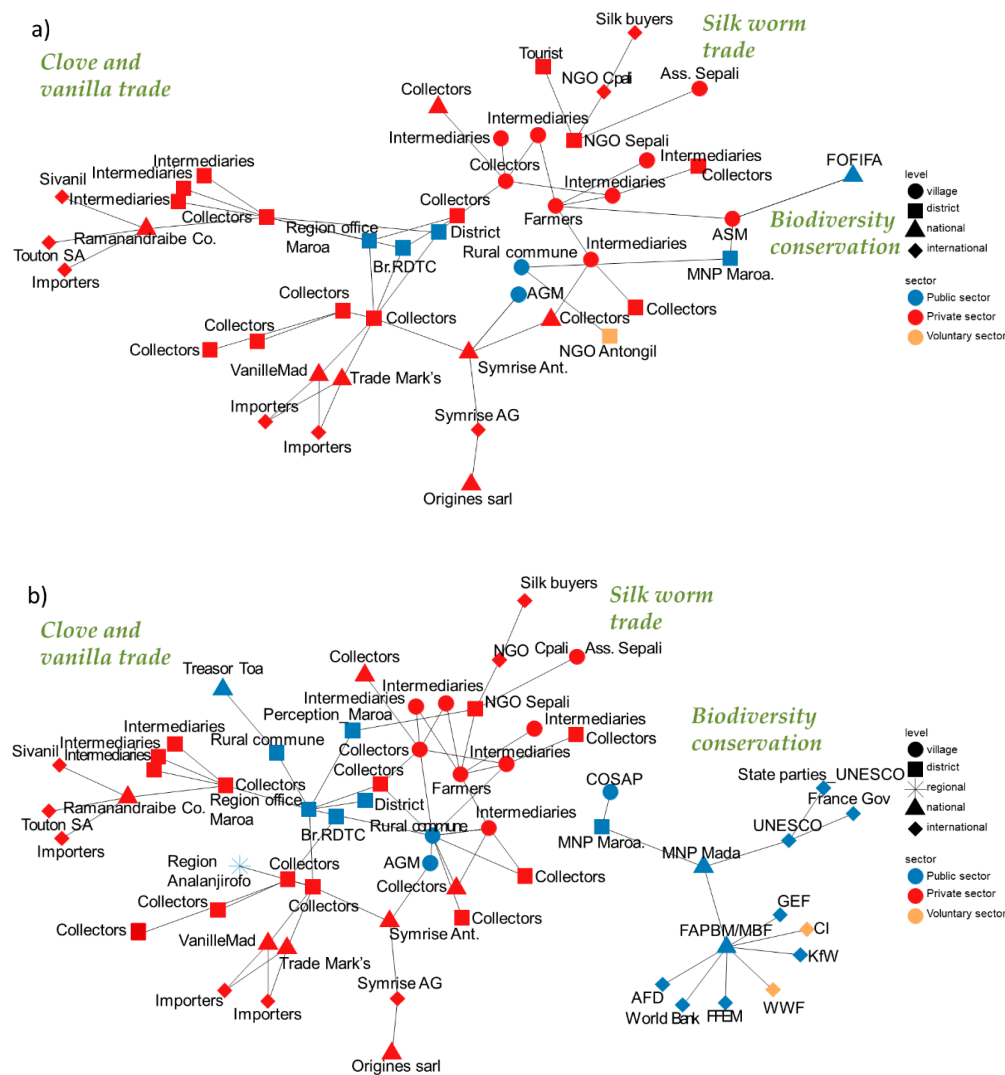 a)
Clove and
vanilla trade
Silk buyers
Silk worm
trade
Tourist
NGO Cpali
Ass. Sepali
Collectors
Intermediaries
Intermediaries
NGO Sepali
Intermediaries
Collectors
Collectors
Intermediaries
FOFIFA
level
village
district
national
international
Sivanil
Intermediaries
Intermediaries
Intermediaries
Collectors
Ramanandraibe Co.
Touton SA
Importers
Collectors
Region office
Maroa
District
Br.RDTC
Farmers
Intermediaries
Rural commune
ASM
Biodiversity
conservation
MNP Maroa.
AGM
sector
Public sector
Private sector
Voluntary sector
Collectors
Collectors
Collectors
Collectors
Collectors
Collectors
NGO Antongil
VanilleMad
Trade Mark's
Symrise Ant.
Importers
Importers
Symrise AG
Origines sarl
b)
Clove and
vanilla trade
Silk buyers
Silk worm
trade
Treasor Toa
Collectors
NGO Cpali
Ass. Sepali
Intermediaries
Intermediaries
NGO Sepali
Perception_Maroa
Intermediaries
Collectors
Biodiversity
conservation
level
village
district
regional
national
international
Sivanil
Intermediaries
Intermediaries
Intermediaries
Rural commune
Collectors
Collectors
Intermediaries
Farmers
COSAP
State parties_UNESCO
France Gov
UNESCO
Ramanandraibe Co.
Collectors
Region office
Maroa
Touton SA
Importers
District
Br.RDTC
Rural commune
Intermediaries
MNP Maroa.
MNP Mada
sector
Public sector
Private sector
Voluntary sector
Region
Analanjirofo
Collectors
AGM
Collectors
Collectors
Collectors
Collectors
Collectors
Collectors
VanilleMad
Trade Mark's
Symrise Ant.
GEF
CI
FAPBM/MBF
KfW
Importers
Importers
Symrise AG
AFD
World Bank
FFEM
WWF
Origines sarl